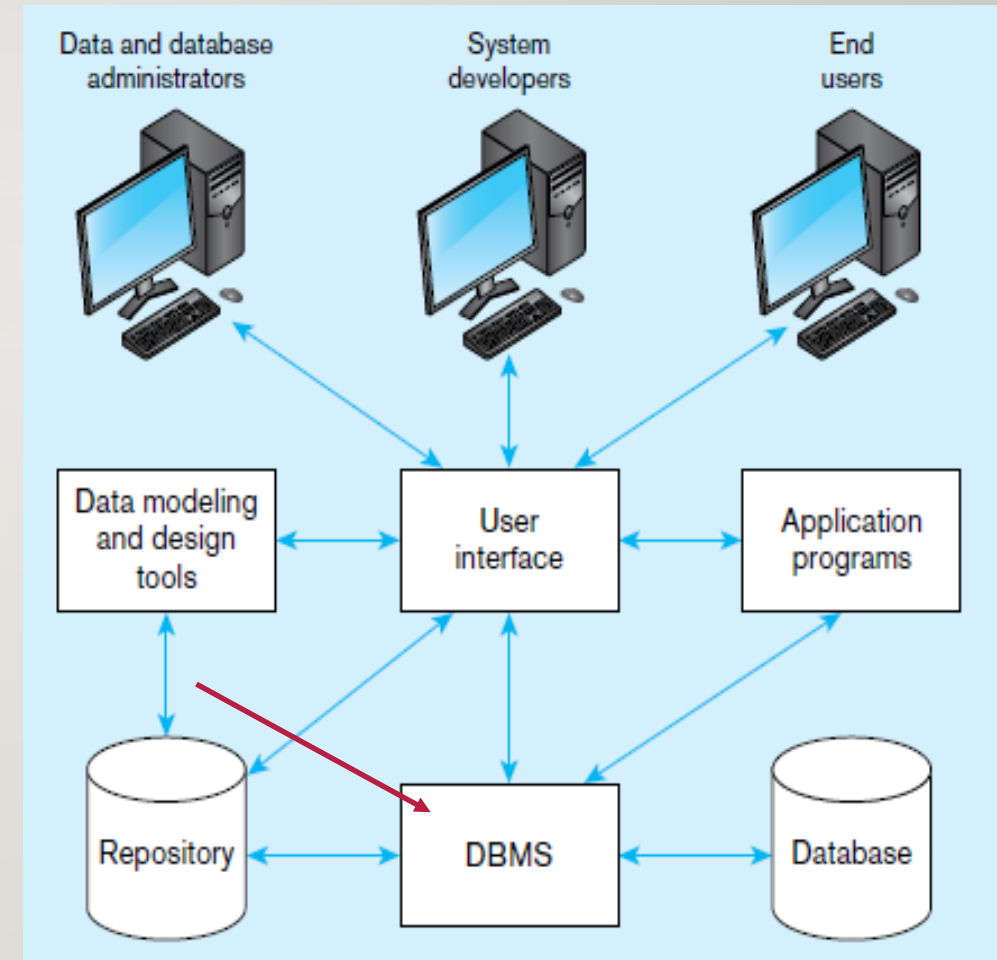 Data and database
administrators
System
developers
End
users
Data modeling
and design
tools
User
interface
Application
programs
Repository
DBMS
Database